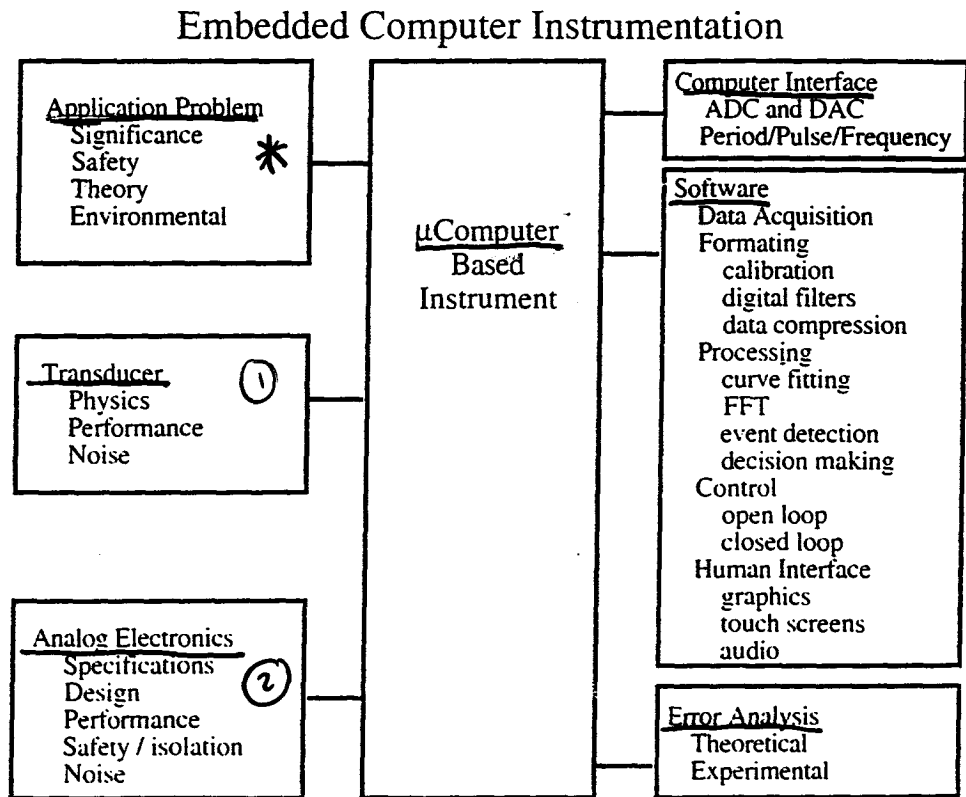 Embedded Computer Instrumentation
Application Problem
Significance
Safety
Theory
Environmental
*
Transducer
Physics
Performance
Noise
1
Analog Electronics
Specifications
Design
Performance
Safety / isolation
Noise
2
µComputer
Based
Instrument
Computer Interface
ADC and DAC
Period/Pulse/Frequency
Software
Data Acquisition
Formating
calibration
digital filters
data compression
Processing
curve fitting
FFT
event detection
decision making
Control
open loop
closed loop
Human Interface
graphics
touch screens
audio
Error Analysis
Theoretical
Experimental